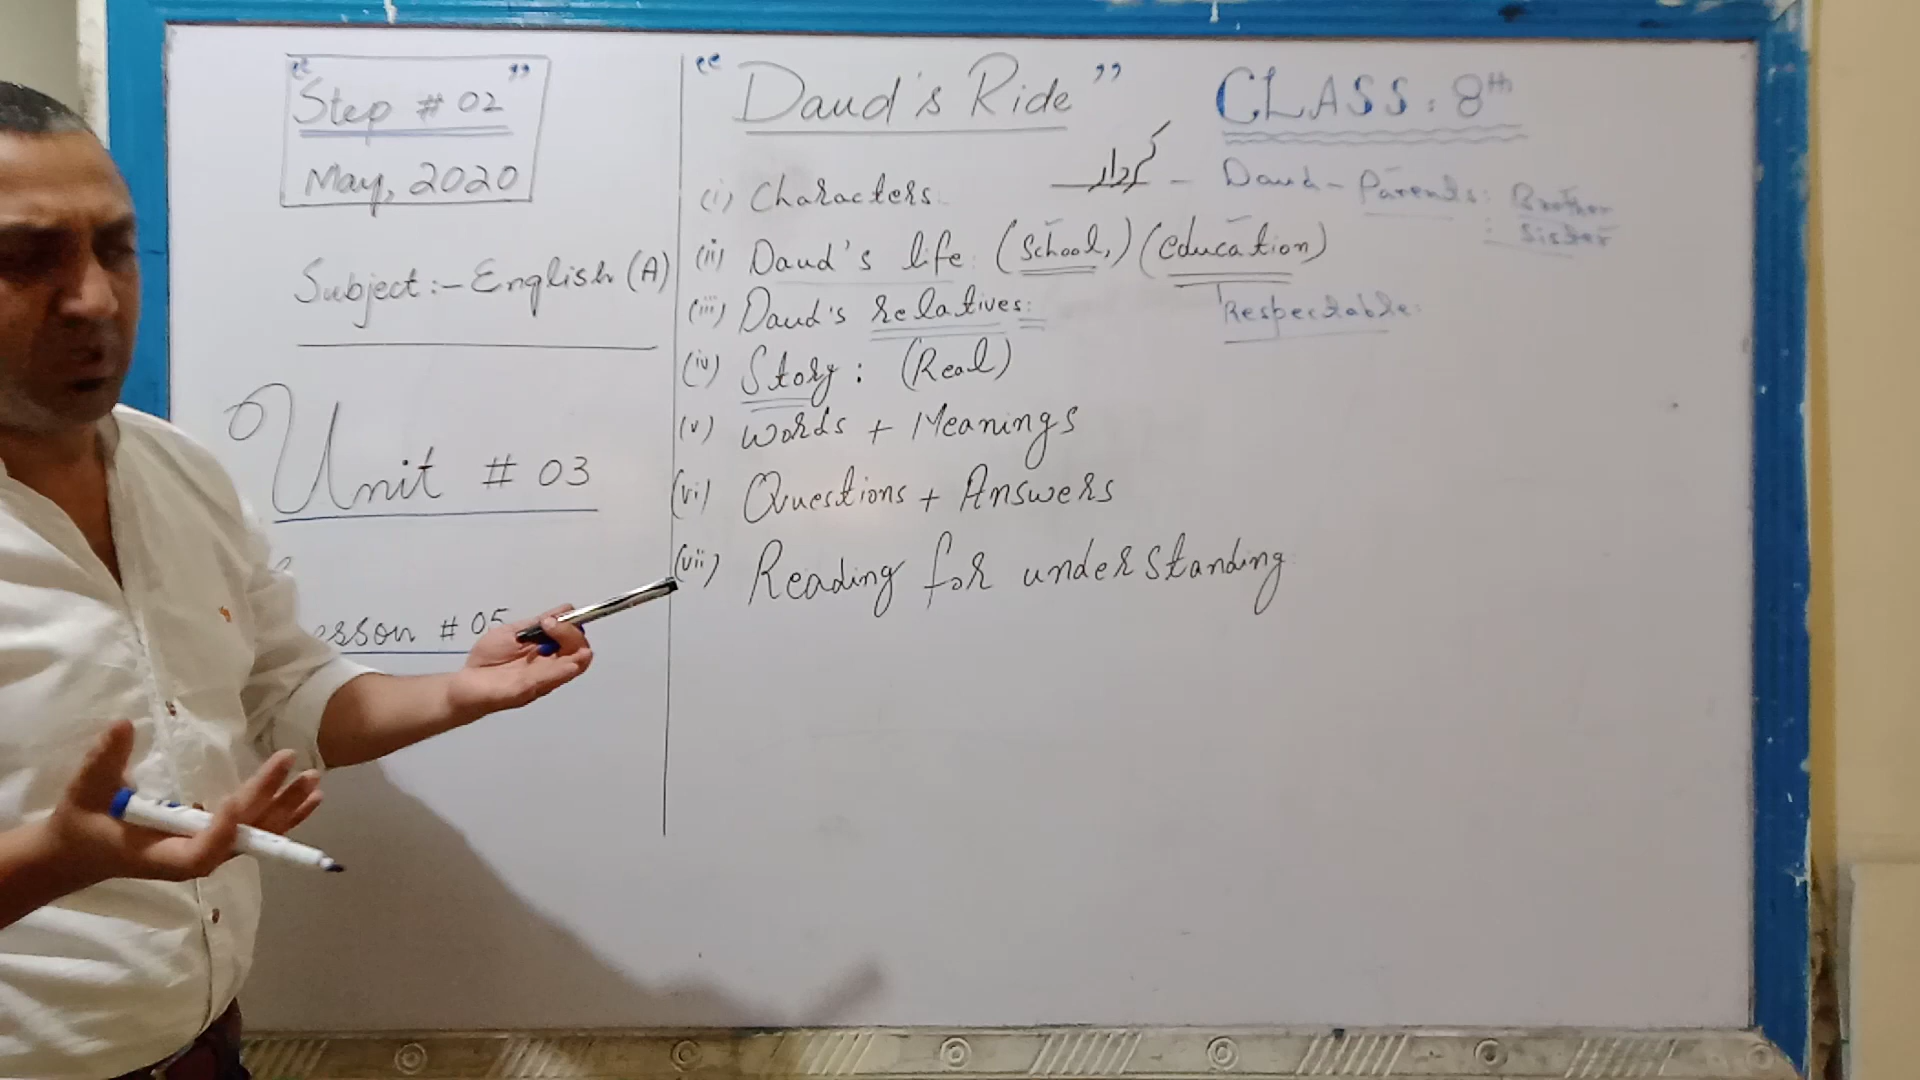 "Step # 02"
May, 2020
Subject:- English (A)
Unit # 03
esson # 05
"Daud's Ride"
CLASS: 8th
(i) Characters کردار - Daud - Parents: Brother
: Sister
(ii) Daud's life: (School,) (education)
(iii) Daud's relatives: Respectable:
(iv) Story: (Real)
(v) Words + Meanings
(vi) Questions + Answers
(vii) Reading for understanding